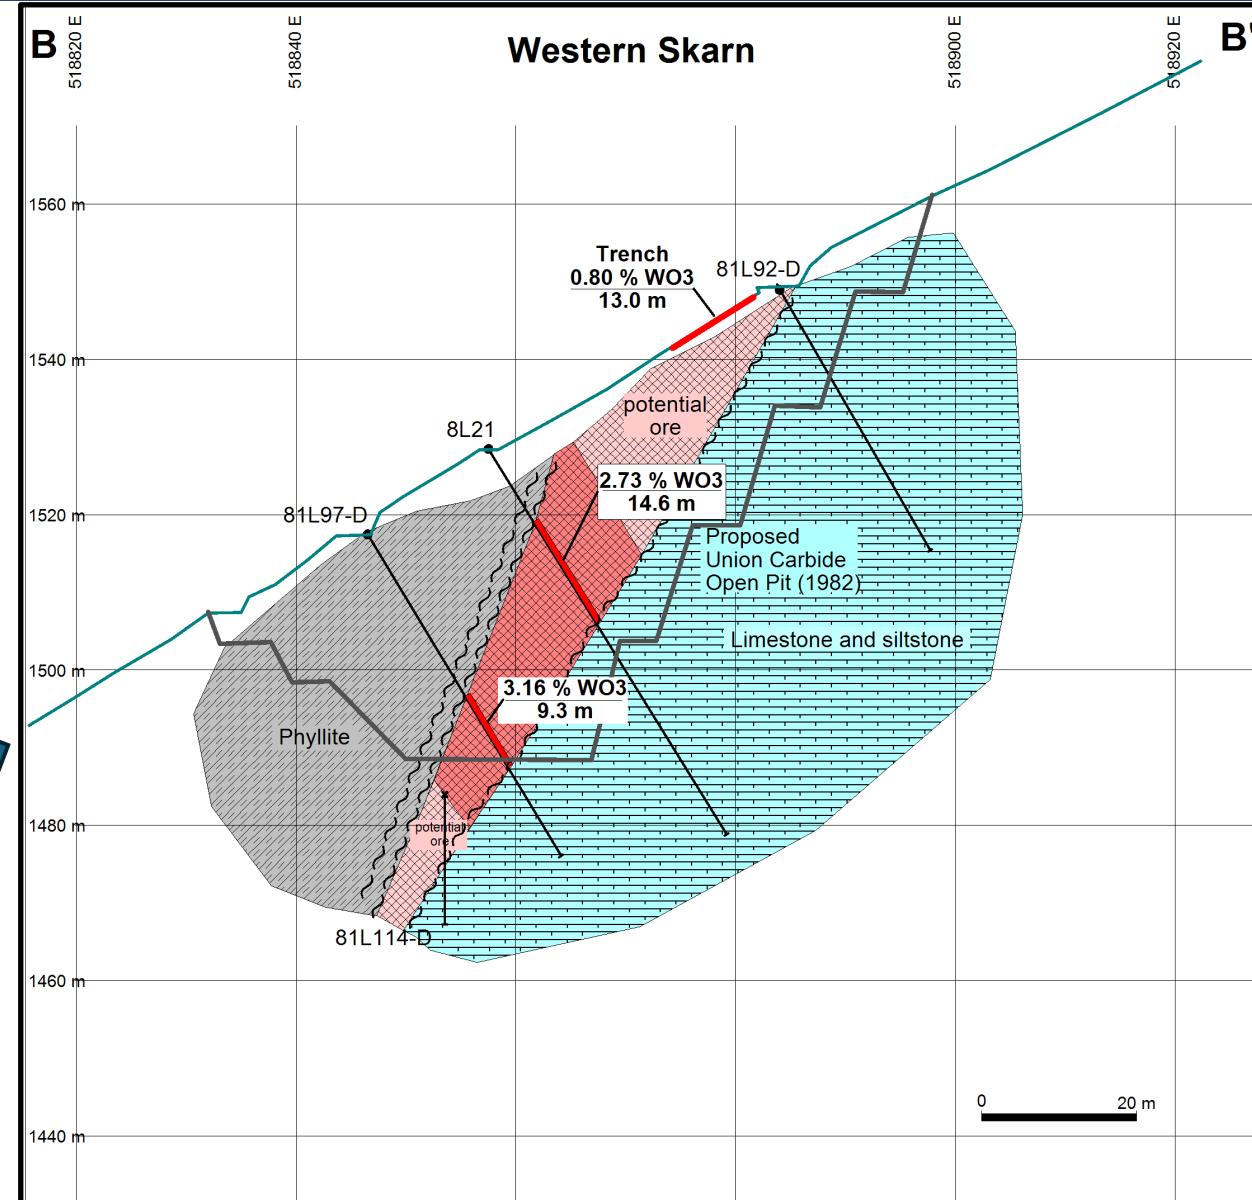 B
518820 E
518840 E
Western Skarn
518900 E
518920 E
B'
1560 m
Trench
0.80 % WO3
13.0 m
81L92-D
1540 m
potential
ore
8L21
2.73 % WO3
14.6 m
81L97-D
1520 m
Proposed
Union Carbide
Open Pit (1982)
Limestone and siltstone
1500 m
3.16 % WO3
9.3 m
Phyllite
1480 m
potential
ore
81L114-D
1460 m
0 20 m
1440 m